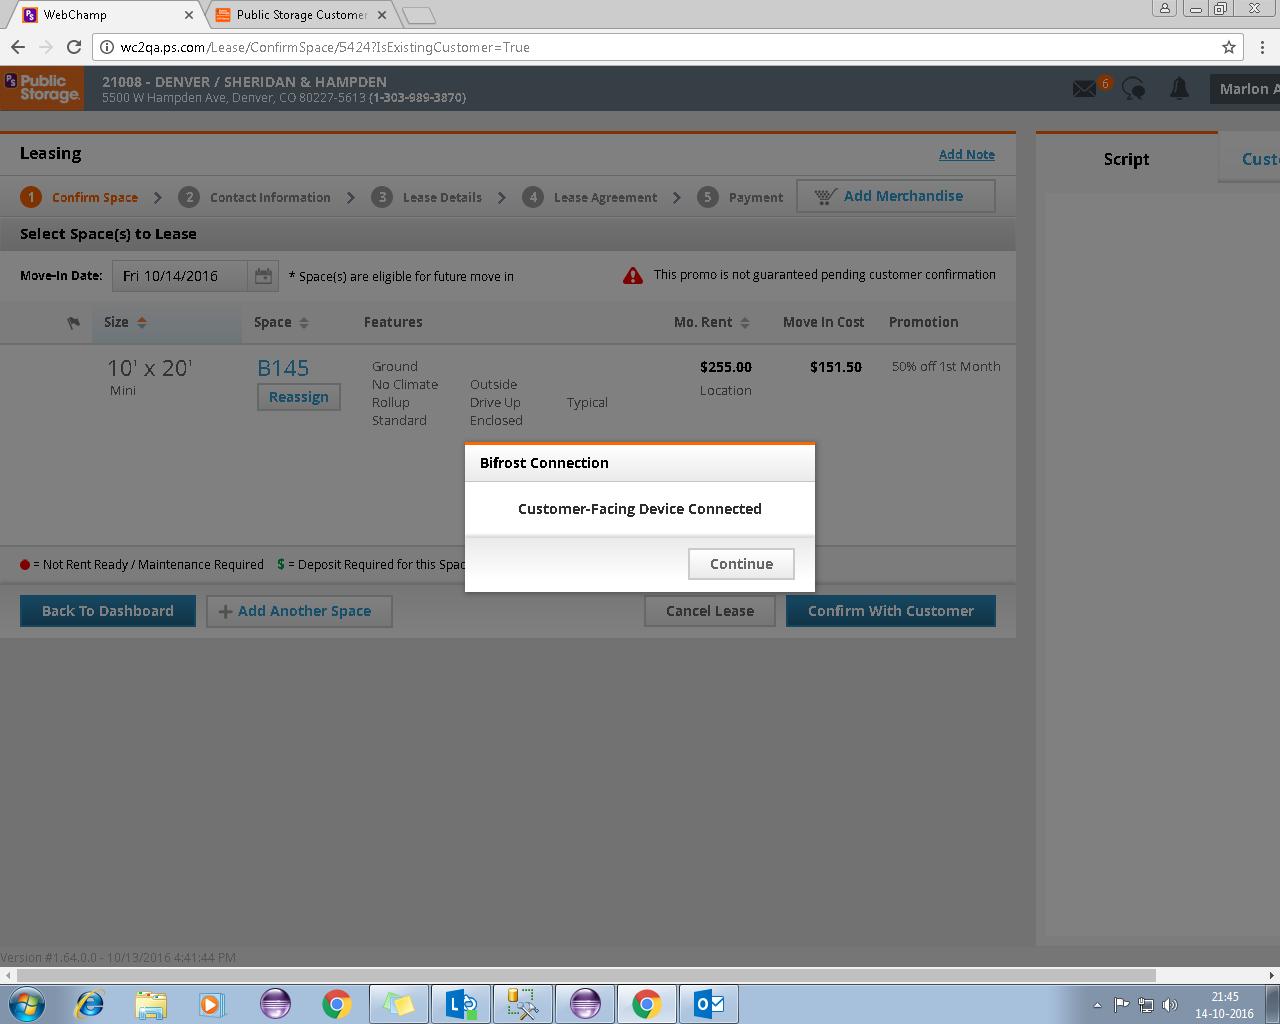 WebChamp
Public Storage Customer
wc2qa.ps.com/Lease/ConfirmSpace/5424?IsExistingCustomer=True
PS Public Storage.
21008 - DENVER / SHERIDAN & HAMPDEN
5500 W Hampden Ave, Denver, CO 80227-5613 (1-303-989-3870)
6
Marlon A
Leasing
Add Note
Script
Custo
1 Confirm Space > 2 Contact Information > 3 Lease Details > 4 Lease Agreement > 5 Payment
Add Merchandise
Select Space(s) to Lease
Move-In Date: Fri 10/14/2016 * Space(s) are eligible for future move in
This promo is not guaranteed pending customer confirmation
Size Space Features Mo. Rent Move In Cost Promotion
10' x 20'
Mini
B145
Reassign
Ground
No Climate Outside
Rollup Drive Up Typical
Standard Enclosed
$255.00
Location
$151.50
50% off 1st Month
Bifrost Connection
Customer-Facing Device Connected
Continue
= Not Rent Ready / Maintenance Required $ = Deposit Required for this Spac
Back To Dashboard
+ Add Another Space
Cancel Lease
Confirm With Customer
Version #1.64.0.0 - 10/13/2016 4:41:44 PM
21:45
14-10-2016